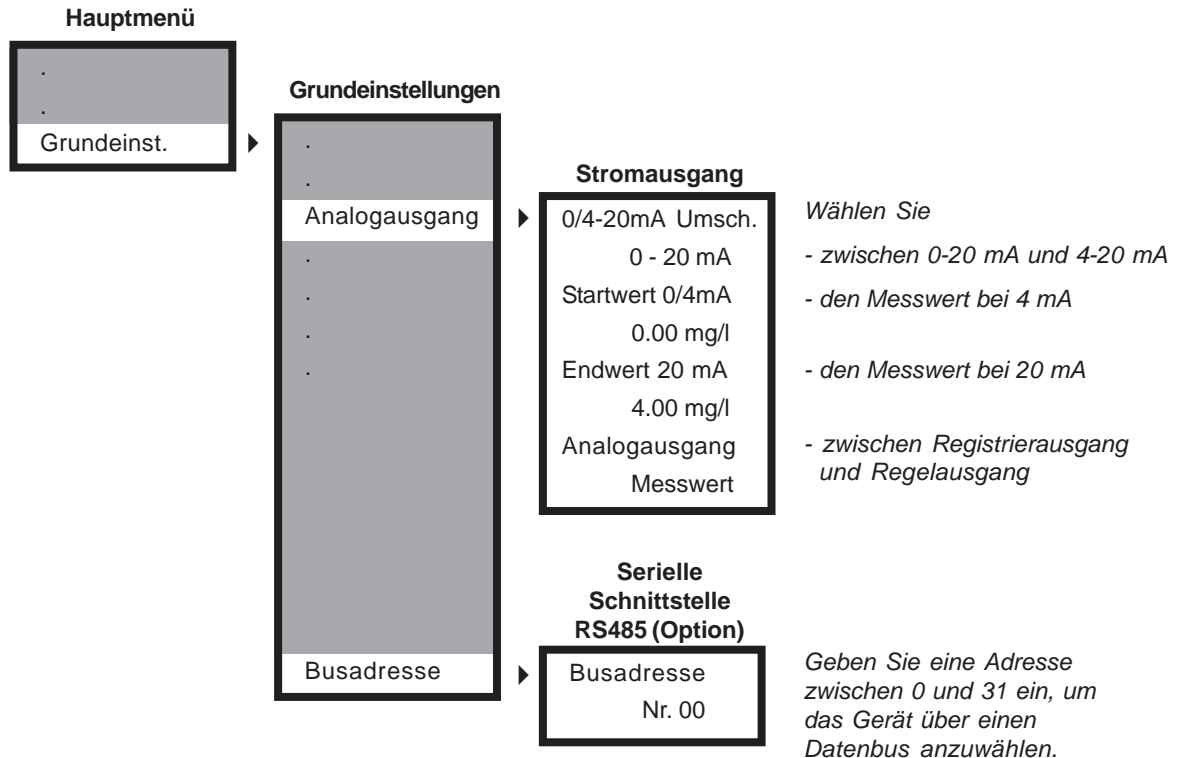 Hauptmenü
.
.
Grundeinst.
Grundeinstellungen
.
.
Analogausgang
.
.
.
.
Busadresse
Stromausgang
0/4-20mA Umsch.
0 - 20 mA
Startwert 0/4mA
0.00 mg/l
Endwert 20 mA
4.00 mg/l
Analogausgang
Messwert
Wählen Sie
- zwischen 0-20 mA und 4-20 mA
- den Messwert bei 4 mA
- den Messwert bei 20 mA
- zwischen Registrierausgang
und Regelausgang
Serielle
Schnittstelle
RS485 (Option)
Busadresse
Nr. 00
Geben Sie eine Adresse
zwischen 0 und 31 ein, um
das Gerät über einen
Datenbus anzuwählen.